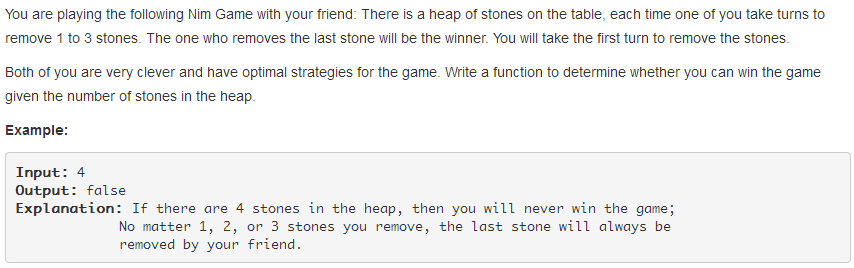 You are playing the following Nim Game with your friend: There is a heap of stones on the table, each time one of you take turns to
remove 1 to 3 stones. The one who removes the last stone will be the winner. You will take the first turn to remove the stones.
Both of you are very clever and have optimal strategies for the game. Write a function to determine whether you can win the game
given the number of stones in the heap.
Example:
Input: 4
Output: false
Explanation: If there are 4 stones in the heap, then you will never win the game;
No matter 1, 2, or 3 stones you remove, the last stone will always be
removed by your friend.